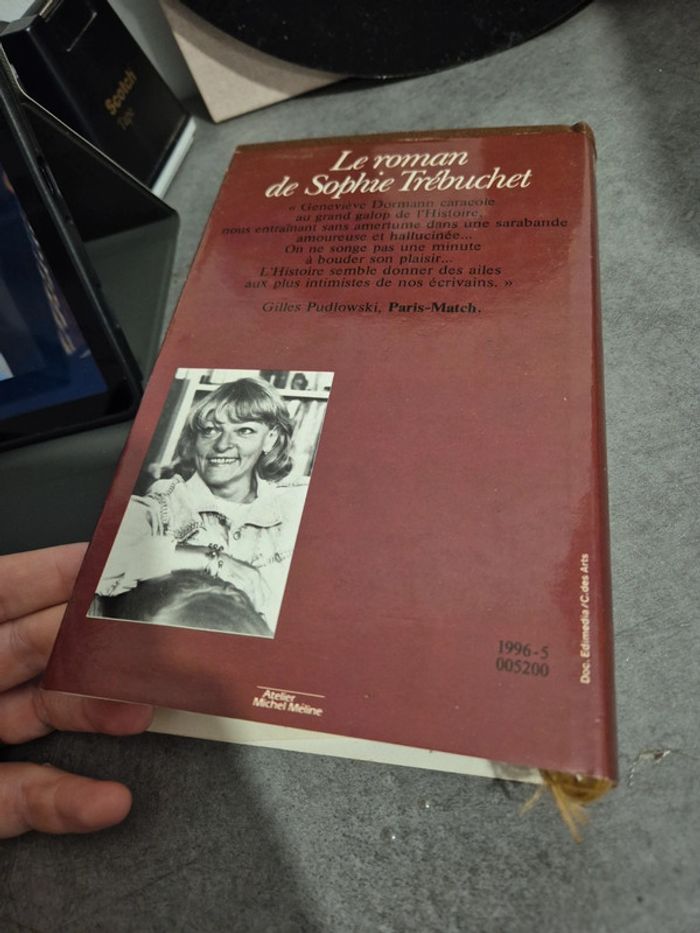 Scotch
Le roman
de Sophie Trébuchet
« Geneviève Dormann caracole
au grand galop de l'Histoire,
nous entraînant sans amertume dans une sarabande
amoureuse et hallucinée...
On ne songe pas une minute
à bouder son plaisir...
L'Histoire semble donner des ailes
aux plus intimistes de nos écrivains. »
Gilles Pudlowski, Paris-Match.
1996-5
005200
Doc. Edimedia/C. des Arts
Atelier
Michel Méline